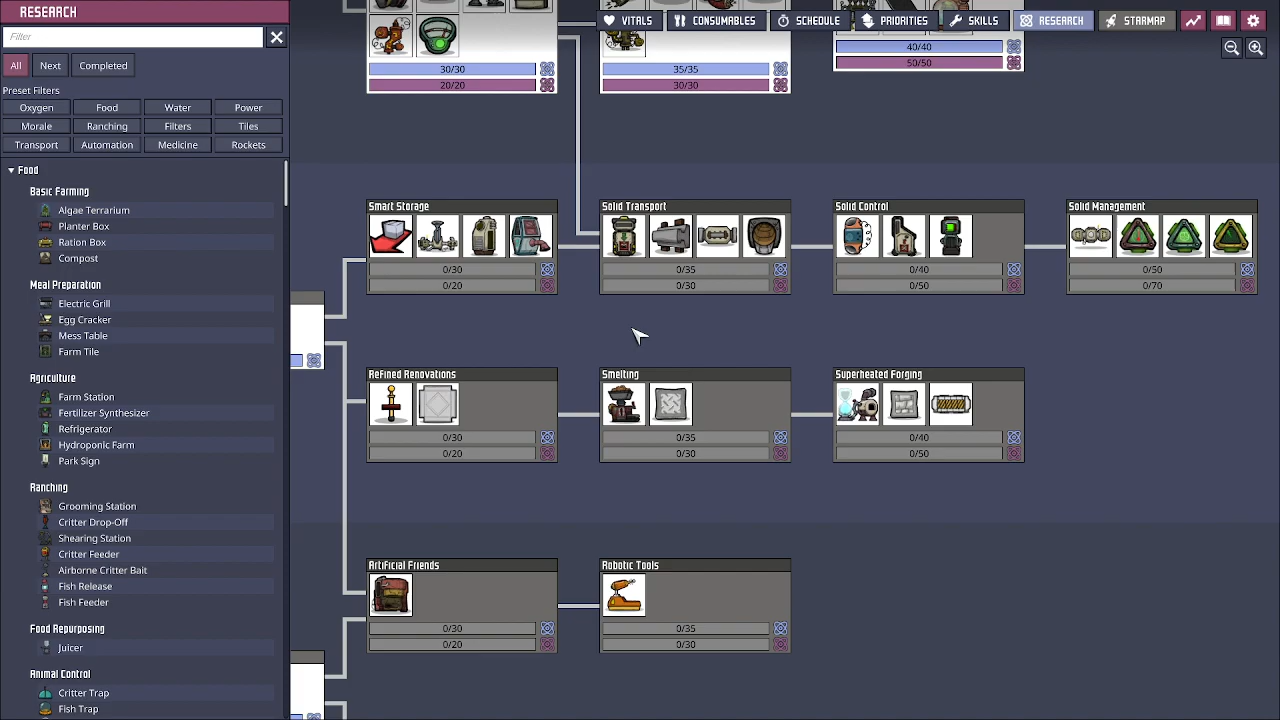 RESEARCH
Filter
All
Next
Completed
Preset Filters
Oxygen
Food
Water
Power
Morale
Ranching
Filters
Tiles
Transport
Automation
Medicine
Rockets
Food
Basic Farming
Algae Terrarium
Planter Box
Ration Box
Compost
Meal Preparation
Electric Grill
Egg Cracker
Mess Table
Farm Tile
Agriculture
Farm Station
Fertilizer Synthesizer
Refrigerator
Hydroponic Farm
Park Sign
Ranching
Grooming Station
Critter Drop-Off
Shearing Station
Critter Feeder
Airborne Critter Bait
Fish Release
Fish Feeder
Food Repurposing
Juicer
Animal Control
Critter Trap
Fish Trap
VITALS
CONSUMABLES
SCHEDULE
PRIORITIES
SKILLS
RESEARCH
STARMAP
30/30
20/20
35/35
30/30
40/40
50/50
Smart Storage
0/30
0/20
Solid Transport
0/35
0/30
Solid Control
0/40
0/50
Solid Management
0/50
0/70
Refined Renovations
0/30
0/20
Smelting
0/35
0/30
Superheated Forging
0/40
0/50
Artificial Friends
0/30
0/20
Robotic Tools
0/35
0/30